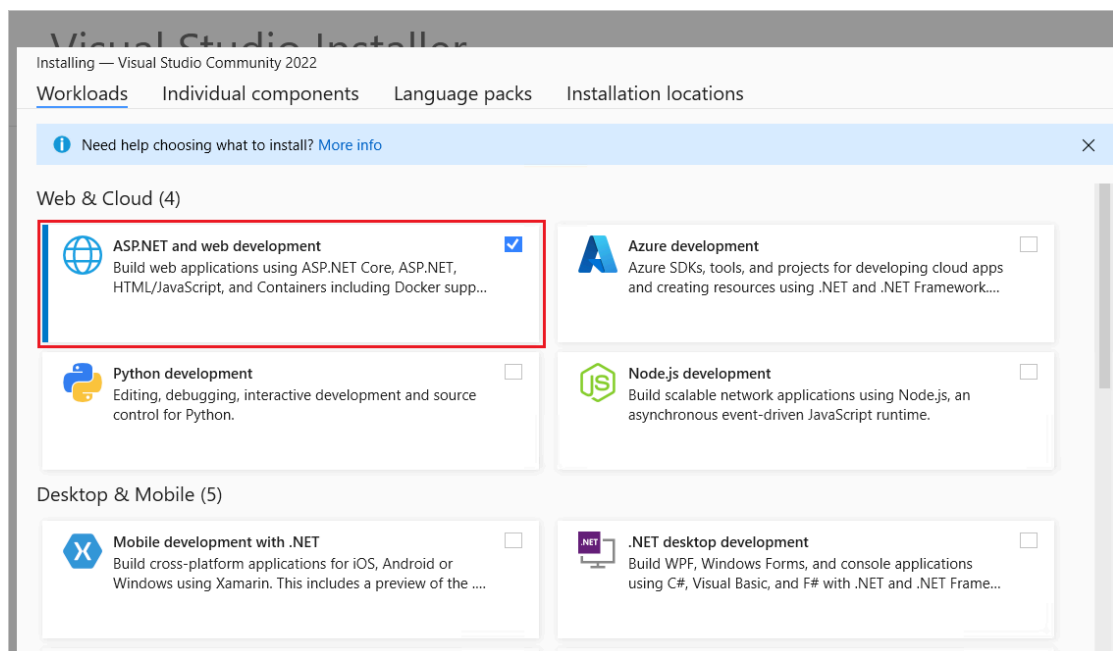 Visual Studio Installer
Installing — Visual Studio Community 2022
Workloads Individual components Language packs Installation locations
Need help choosing what to install? More info
Web & Cloud (4)
ASP.NET and web development
Build web applications using ASP.NET Core, ASP.NET,
HTML/JavaScript, and Containers including Docker supp...
Azure development
Azure SDKs, tools, and projects for developing cloud apps
and creating resources using .NET and .NET Framework....
Python development
Editing, debugging, interactive development and source
control for Python.
JS
Node.js development
Build scalable network applications using Node.js, an
asynchronous event-driven JavaScript runtime.
Desktop & Mobile (5)
Mobile development with .NET
Build cross-platform applications for iOS, Android or
Windows using Xamarin. This includes a preview of the ....
.NET
.NET desktop development
Build WPF, Windows Forms, and console applications
using C#, Visual Basic, and F# with .NET and .NET Frame...